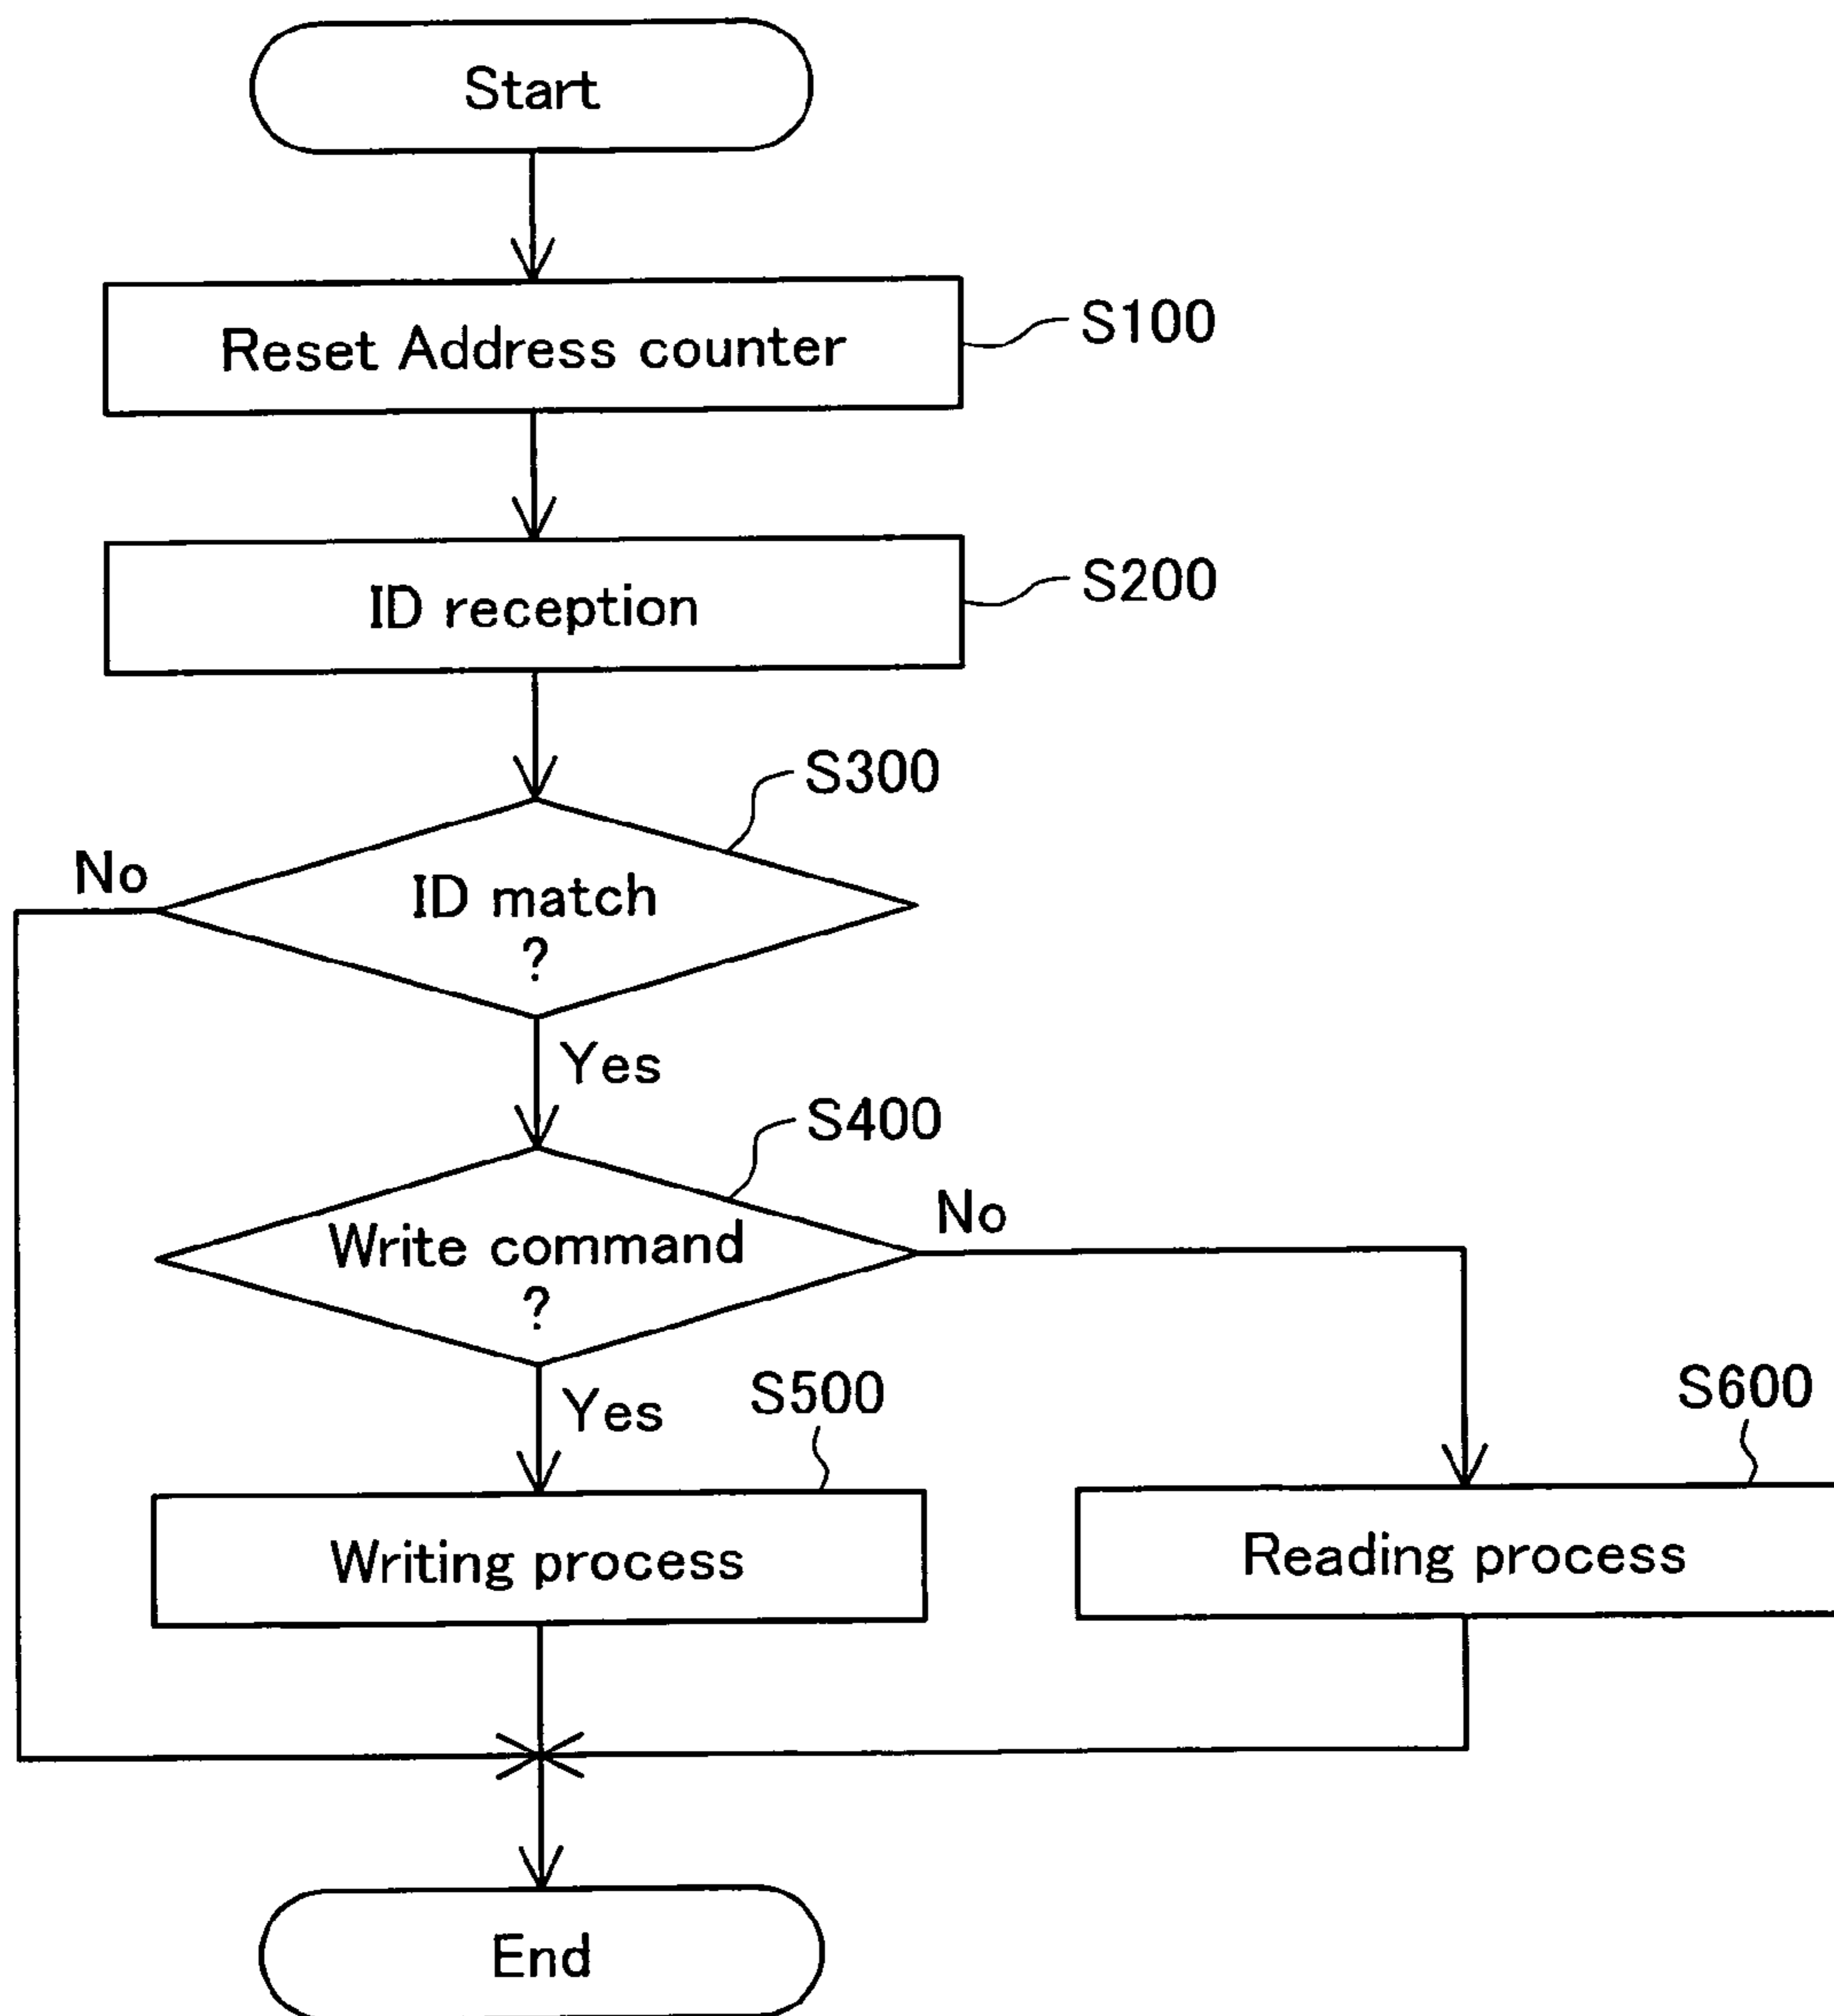 Start
Reset Address counter
S100
ID reception
S200
S300
No
ID match
?
Yes
S400
No
Write command
?
Yes
S500
S600
Writing process
Reading process
End